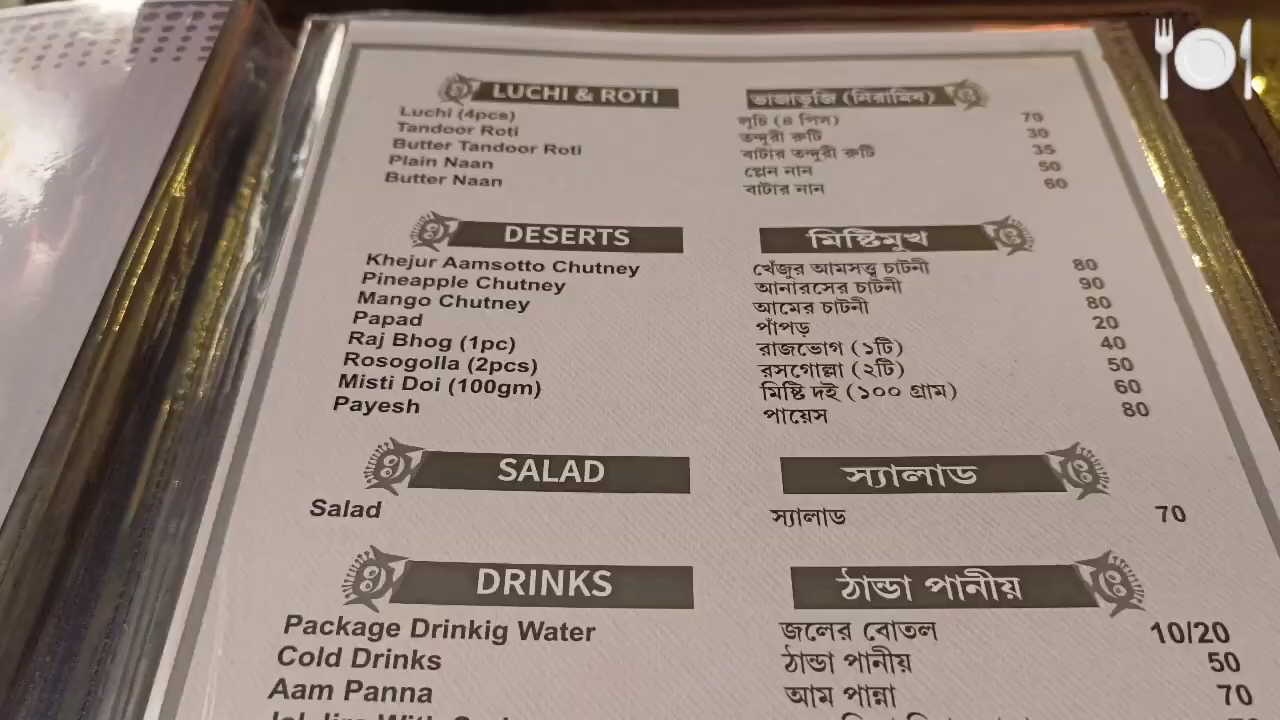 LUCHI & ROTI ভাজাভুজি (নিরামিষ)
Luchi (4pcs) লুচি (৪ পিস) 70
Tandoor Roti তন্দুরী রুটি 30
Butter Tandoor Roti বাটার তন্দুরী রুটি 35
Plain Naan প্লেন নান 50
Butter Naan বাটার নান 60
DESERTS মিষ্টিমুখ
Khejur Aamsotto Chutney খেঁজুর আমসত্ত্ব চাটনী 80
Pineapple Chutney আনারসের চাটনী 90
Mango Chutney আমের চাটনী 80
Papad পাঁপড় 20
Raj Bhog (1pc) রাজভোগ (১টি) 40
Rosogolla (2pcs) রসগোল্লা (২টি) 50
Misti Doi (100gm) মিষ্টি দই (১০০ গ্রাম) 60
Payesh পায়েস 80
SALAD স্যালাড
Salad স্যালাড 70
DRINKS ঠান্ডা পানীয়
Package Drinkig Water জলের বোতল 10/20
Cold Drinks ঠান্ডা পানীয় 50
Aam Panna আম পান্না 70